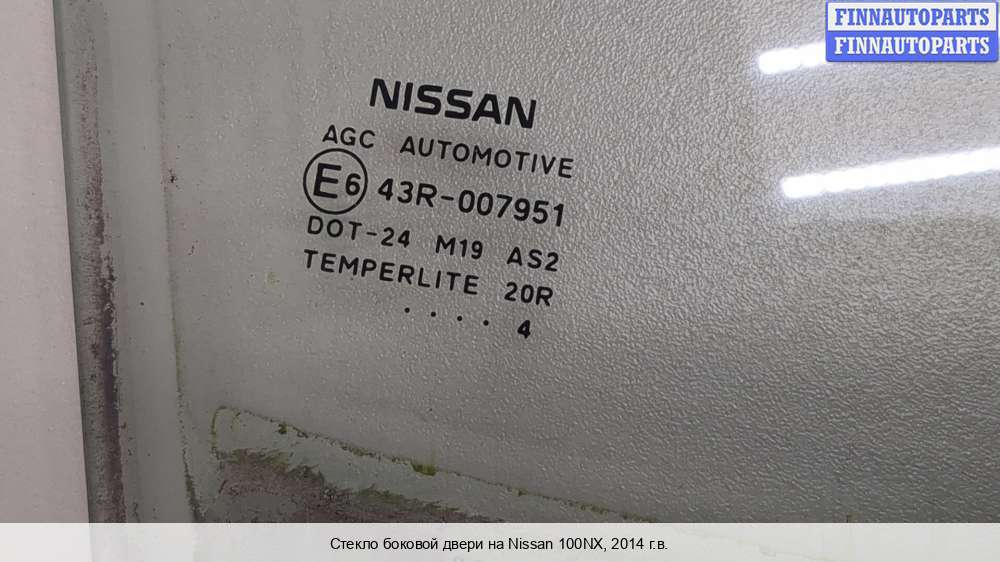 FINNAUTOPARTS
FINNAUTOPARTS
NISSAN
AGC AUTOMOTIVE
E6 43R-007951
DOT-24 M19 AS2
TEMPERLITE 20R
. . . . 4
Стекло боковой двери на Nissan 100NX, 2014 г.в.